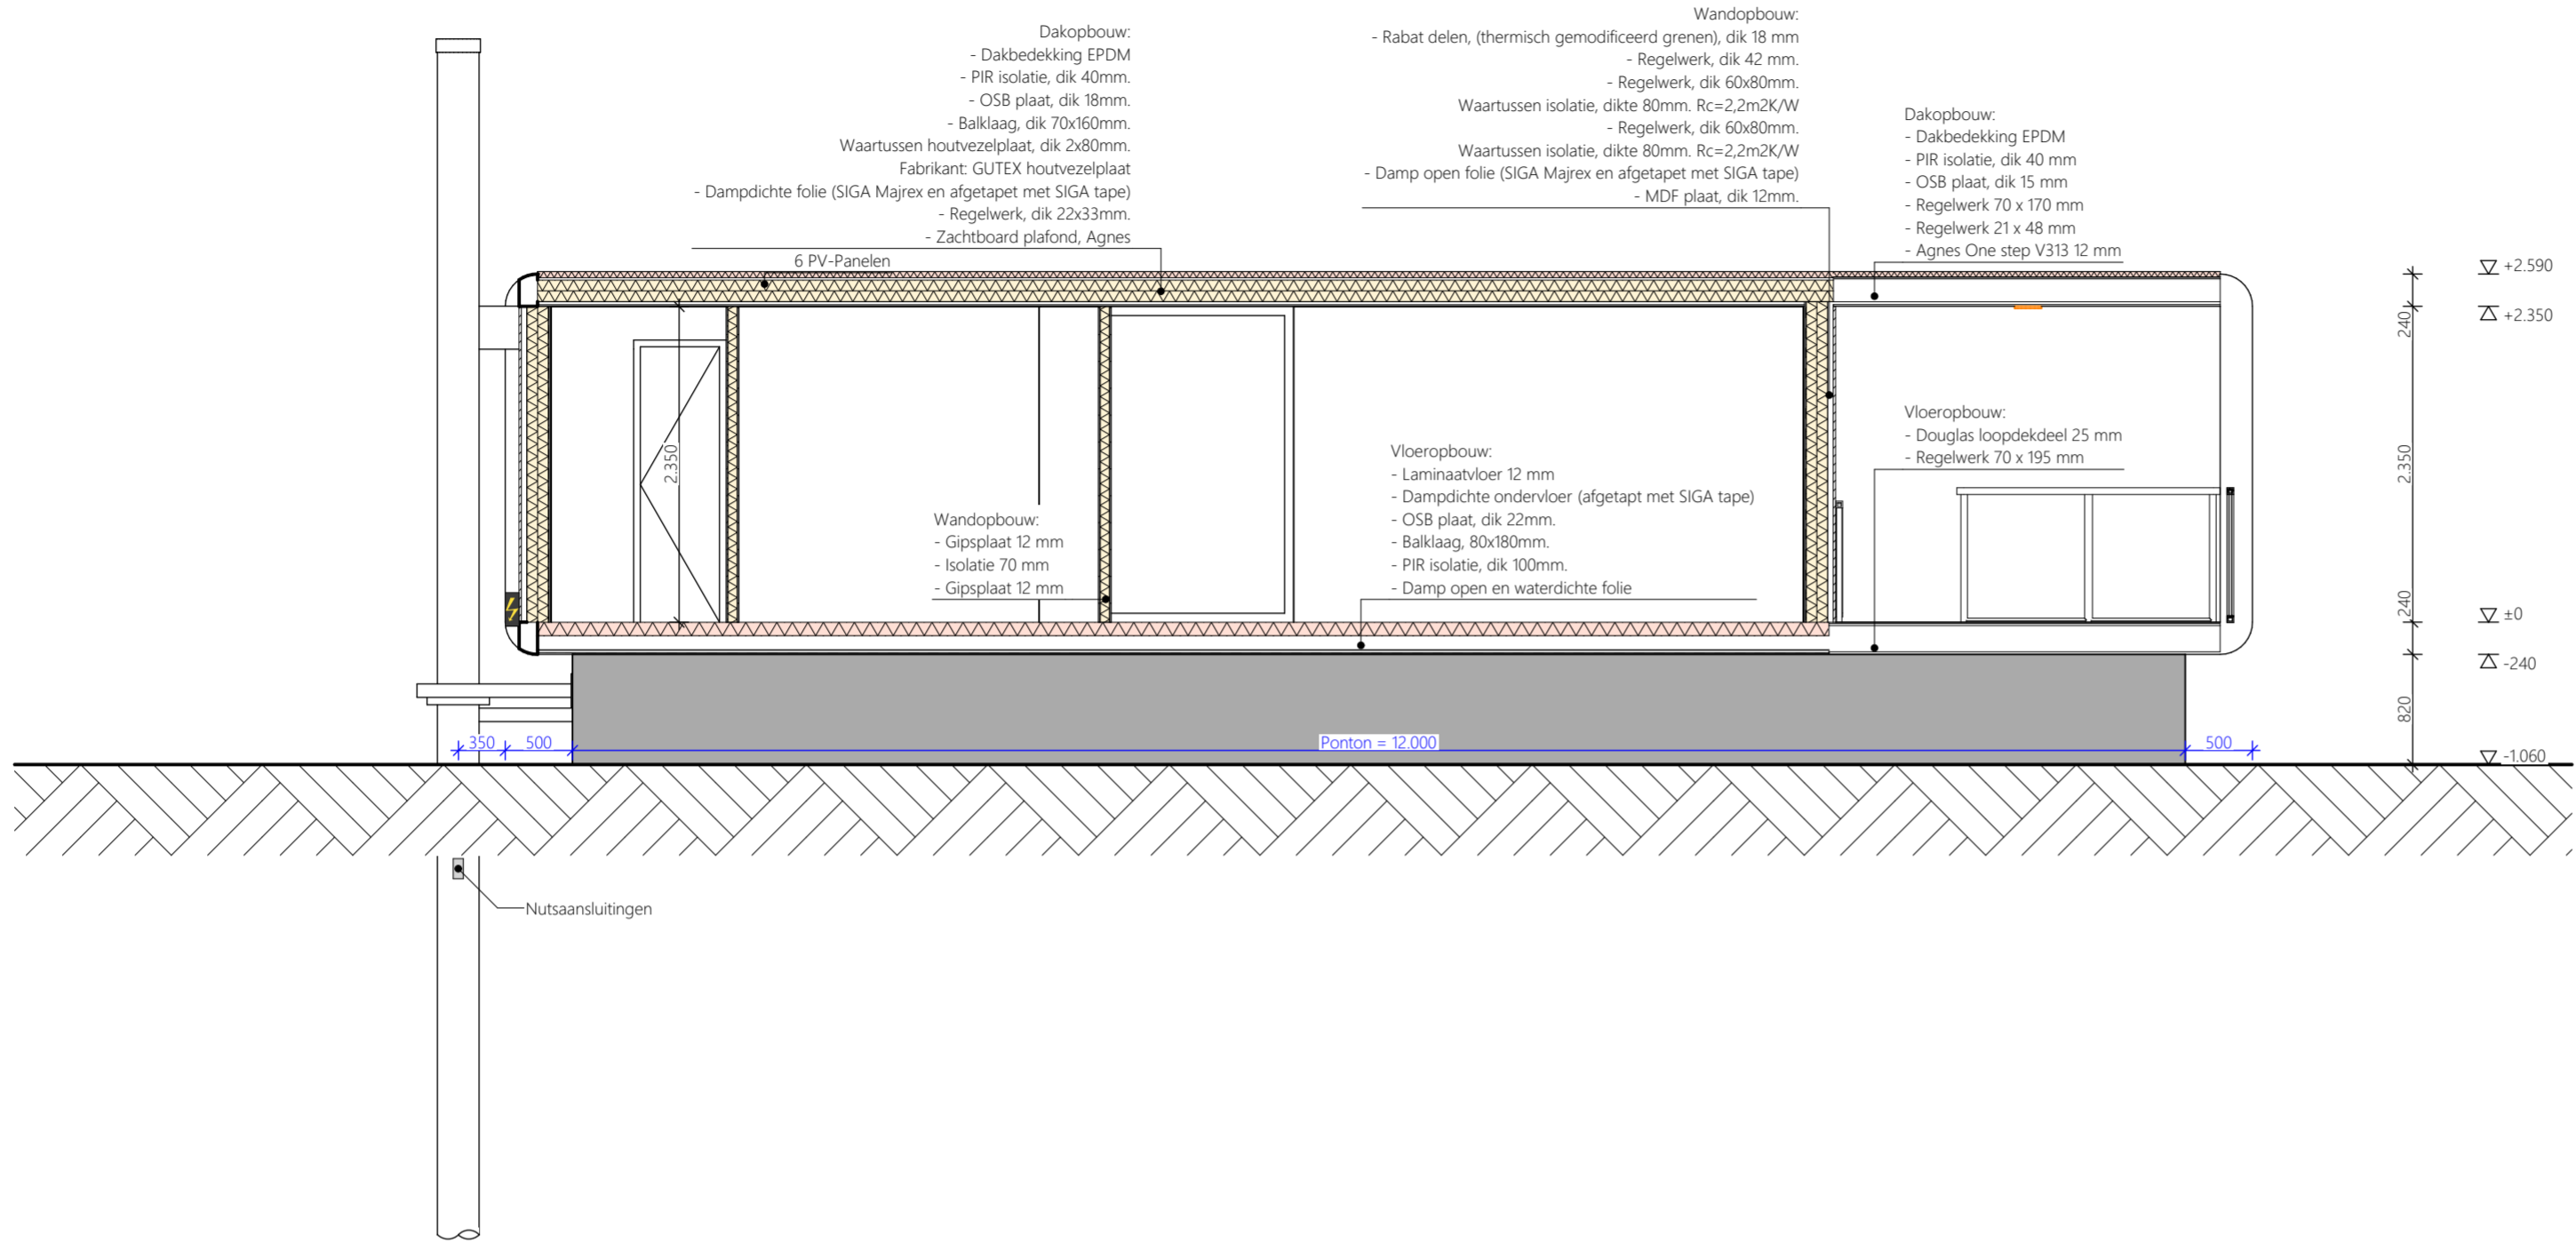 Dakopbouw:
- Dakbedekking EPDM
- PIR isolatie, dik 40mm.
- OSB plaat, dik 18mm.
- Balklaag, dik 70x160mm.
Waartussen houtvezelplaat, dik 2x80mm.
Fabrikant: GUTEX houtvezelplaat
- Dampdichte folie (SIGA Majrex en afgetapet met SIGA tape)
- Regelwerk, dik 22x33mm.
- Zachtboard plafond, Agnes
6 PV-Panelen
Wandopbouw:
- Rabat delen, (thermisch gemodificeerd grenen), dik 18 mm
- Regelwerk, dik 42 mm.
- Regelwerk, dik 60x80mm.
Waartussen isolatie, dikte 80mm. Rc=2,2m2K/W
- Regelwerk, dik 60x80mm.
Waartussen isolatie, dikte 80mm. Rc=2,2m2K/W
- Damp open folie (SIGA Majrex en afgetapet met SIGA tape)
- MDF plaat, dik 12mm.
Dakopbouw:
- Dakbedekking EPDM
- PIR isolatie, dik 40 mm
- OSB plaat, dik 15 mm
- Regelwerk 70 x 170 mm
- Regelwerk 21 x 48 mm
- Agnes One step V313 12 mm
+2.590
+2.350
240
2.350
2.350
240
±0
-240
820
-1.060
Vloeropbouw:
- Douglas loopdekdeel 25 mm
- Regelwerk 70 x 195 mm
Vloeropbouw:
- Laminaatvloer 12 mm
- Dampdichte ondervloer (afgetapt met SIGA tape)
- OSB plaat, dik 22mm.
- Balklaag, 80x180mm.
- PIR isolatie, dik 100mm.
- Damp open en waterdichte folie
Wandopbouw:
- Gipsplaat 12 mm
- Isolatie 70 mm
- Gipsplaat 12 mm
350
500
Ponton = 12.000
500
Nutsaansluitingen